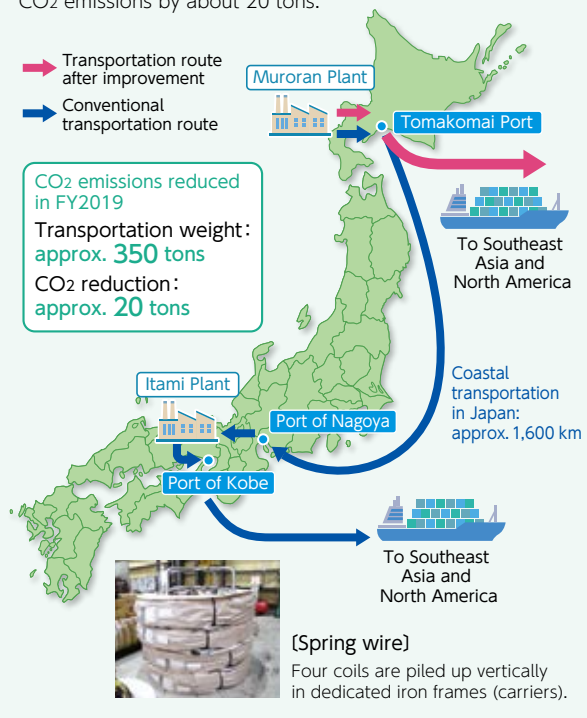 CO2 emissions by about 20 tons.
Transportation route
after improvement
Conventional
transportation route
Muroran Plant
Tomakomai Port
To Southeast
Asia and
North America
CO2 emissions reduced
in FY2019
Transportation weight:
approx. 350 tons
CO2 reduction:
approx. 20 tons
Coastal
transportation
in Japan:
approx. 1,600 km
Itami Plant
Port of Nagoya
Port of Kobe
To Southeast
Asia and
North America
(Spring wire)
Four coils are piled up vertically
in dedicated iron frames (carriers).